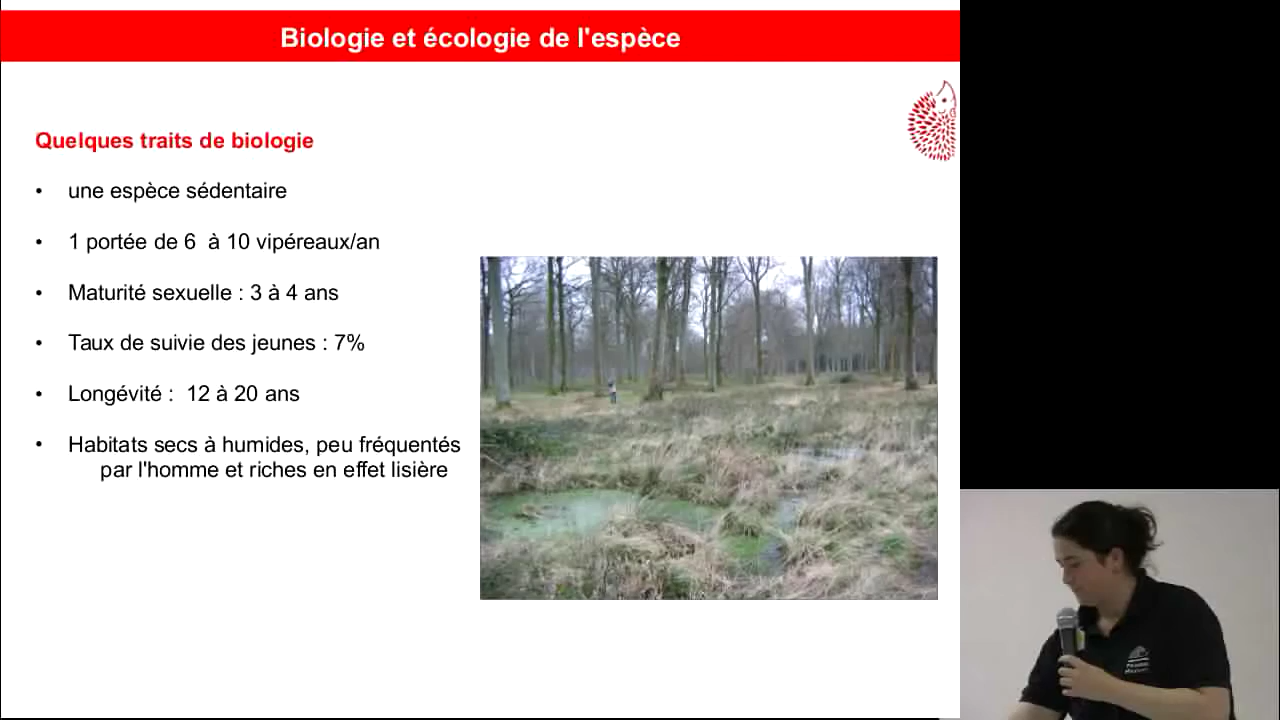 Biologie et écologie de l'espèce
Quelques traits de biologie
• une espèce sédentaire
• 1 portée de 6 à 10 vipéreaux/an
• Maturité sexuelle : 3 à 4 ans
• Taux de suivie des jeunes : 7%
• Longévité : 12 à 20 ans
• Habitats secs à humides, peu fréquentés
par l'homme et riches en effet lisière